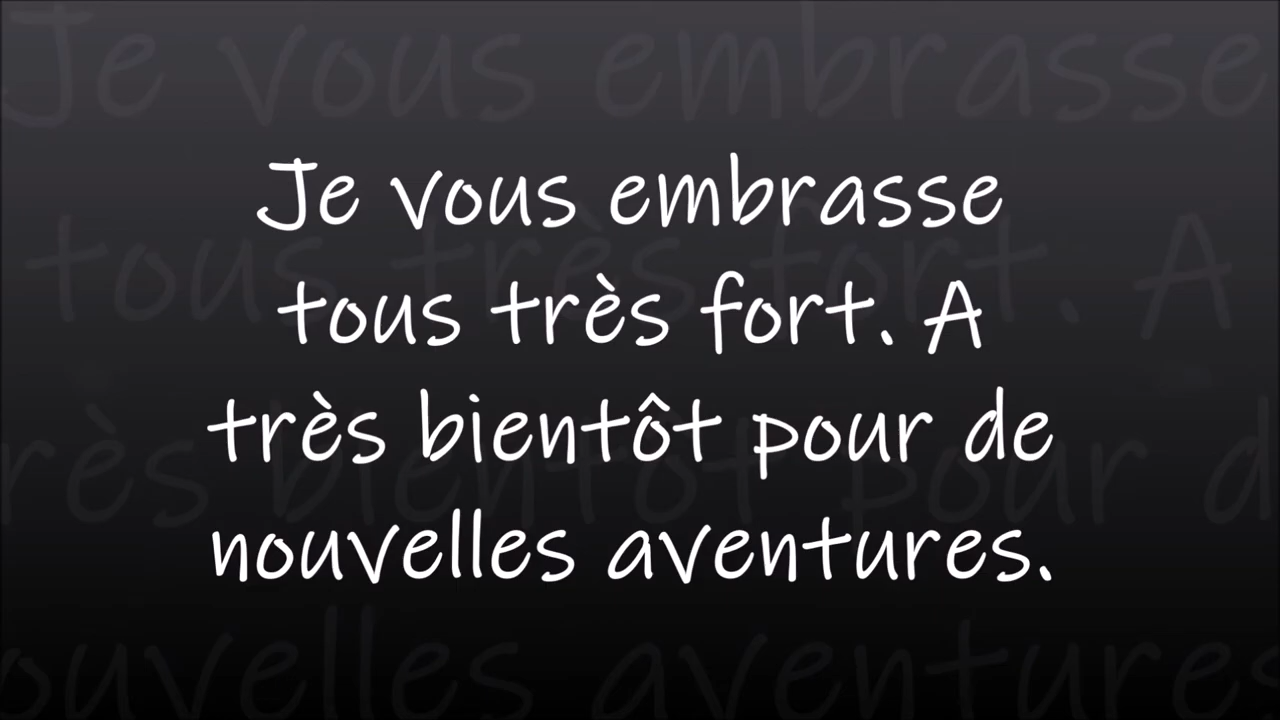 Je vous embrasse
tous très fort. A
très bientôt pour de
nouvelles aventures.